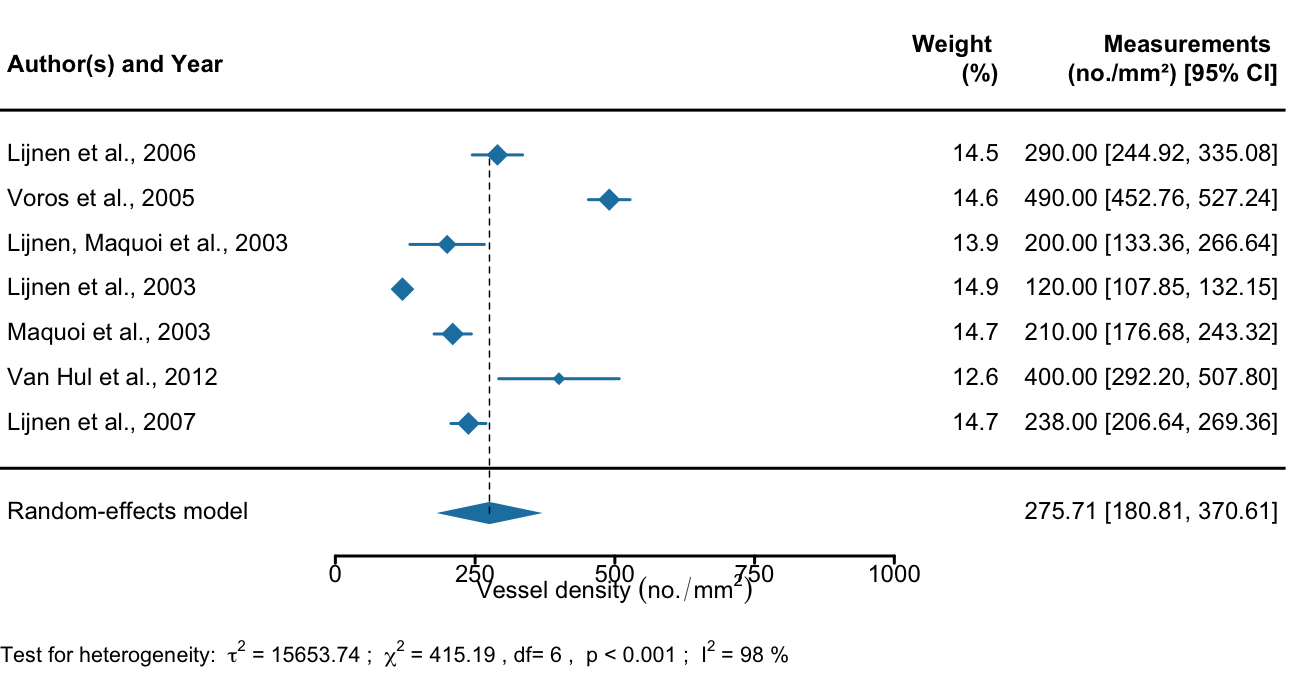 Author(s) and Year Weight (%) Measurements (no./mm²) [95% CI]
Lijnen et al., 2006 14.5 290.00 [244.92, 335.08]
Voros et al., 2005 14.6 490.00 [452.76, 527.24]
Lijnen, Maquoi et al., 2003 13.9 200.00 [133.36, 266.64]
Lijnen et al., 2003 14.9 120.00 [107.85, 132.15]
Maquoi et al., 2003 14.7 210.00 [176.68, 243.32]
Van Hul et al., 2012 12.6 400.00 [292.20, 507.80]
Lijnen et al., 2007 14.7 238.00 [206.64, 269.36]
Random-effects model 275.71 [180.81, 370.61]
0 250 500 750 1000
Vessel density (no./mm²)
Test for heterogeneity: τ² = 15653.74 ; χ² = 415.19 , df= 6 , p < 0.001 ; I² = 98 %